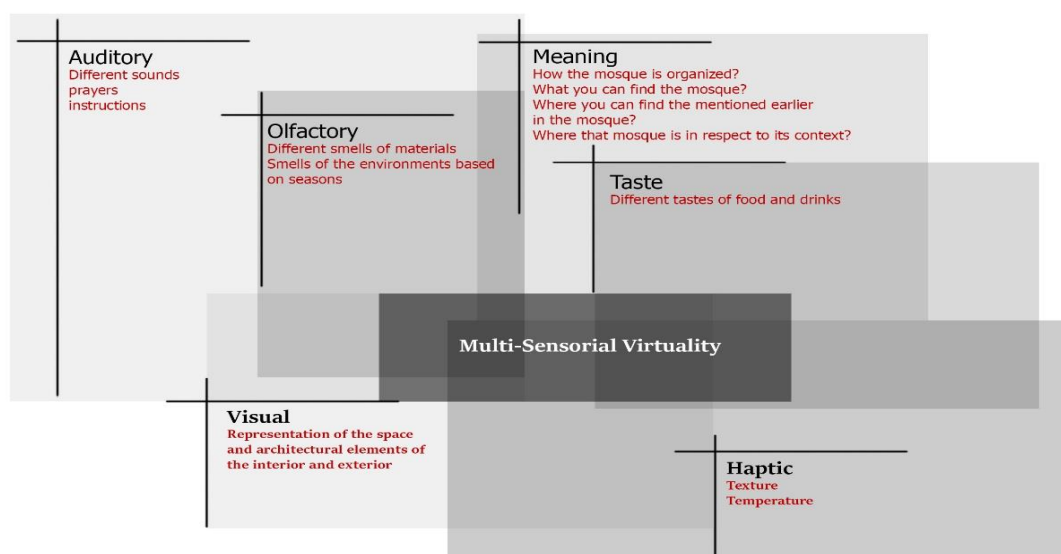 Auditory
Different sounds
prayers
instructions
Olfactory
Different smells of materials
Smells of the environments based
on seasons
Meaning
How the mosque is organized?
What you can find the mosque?
Where you can find the mentioned earlier
in the mosque?
Where that mosque is in respect to its context?
Taste
Different tastes of food and drinks
Multi-Sensorial Virtuality
Visual
Representation of the space
and architectural elements of
the interior and exterior
Haptic
Texture
Temperature